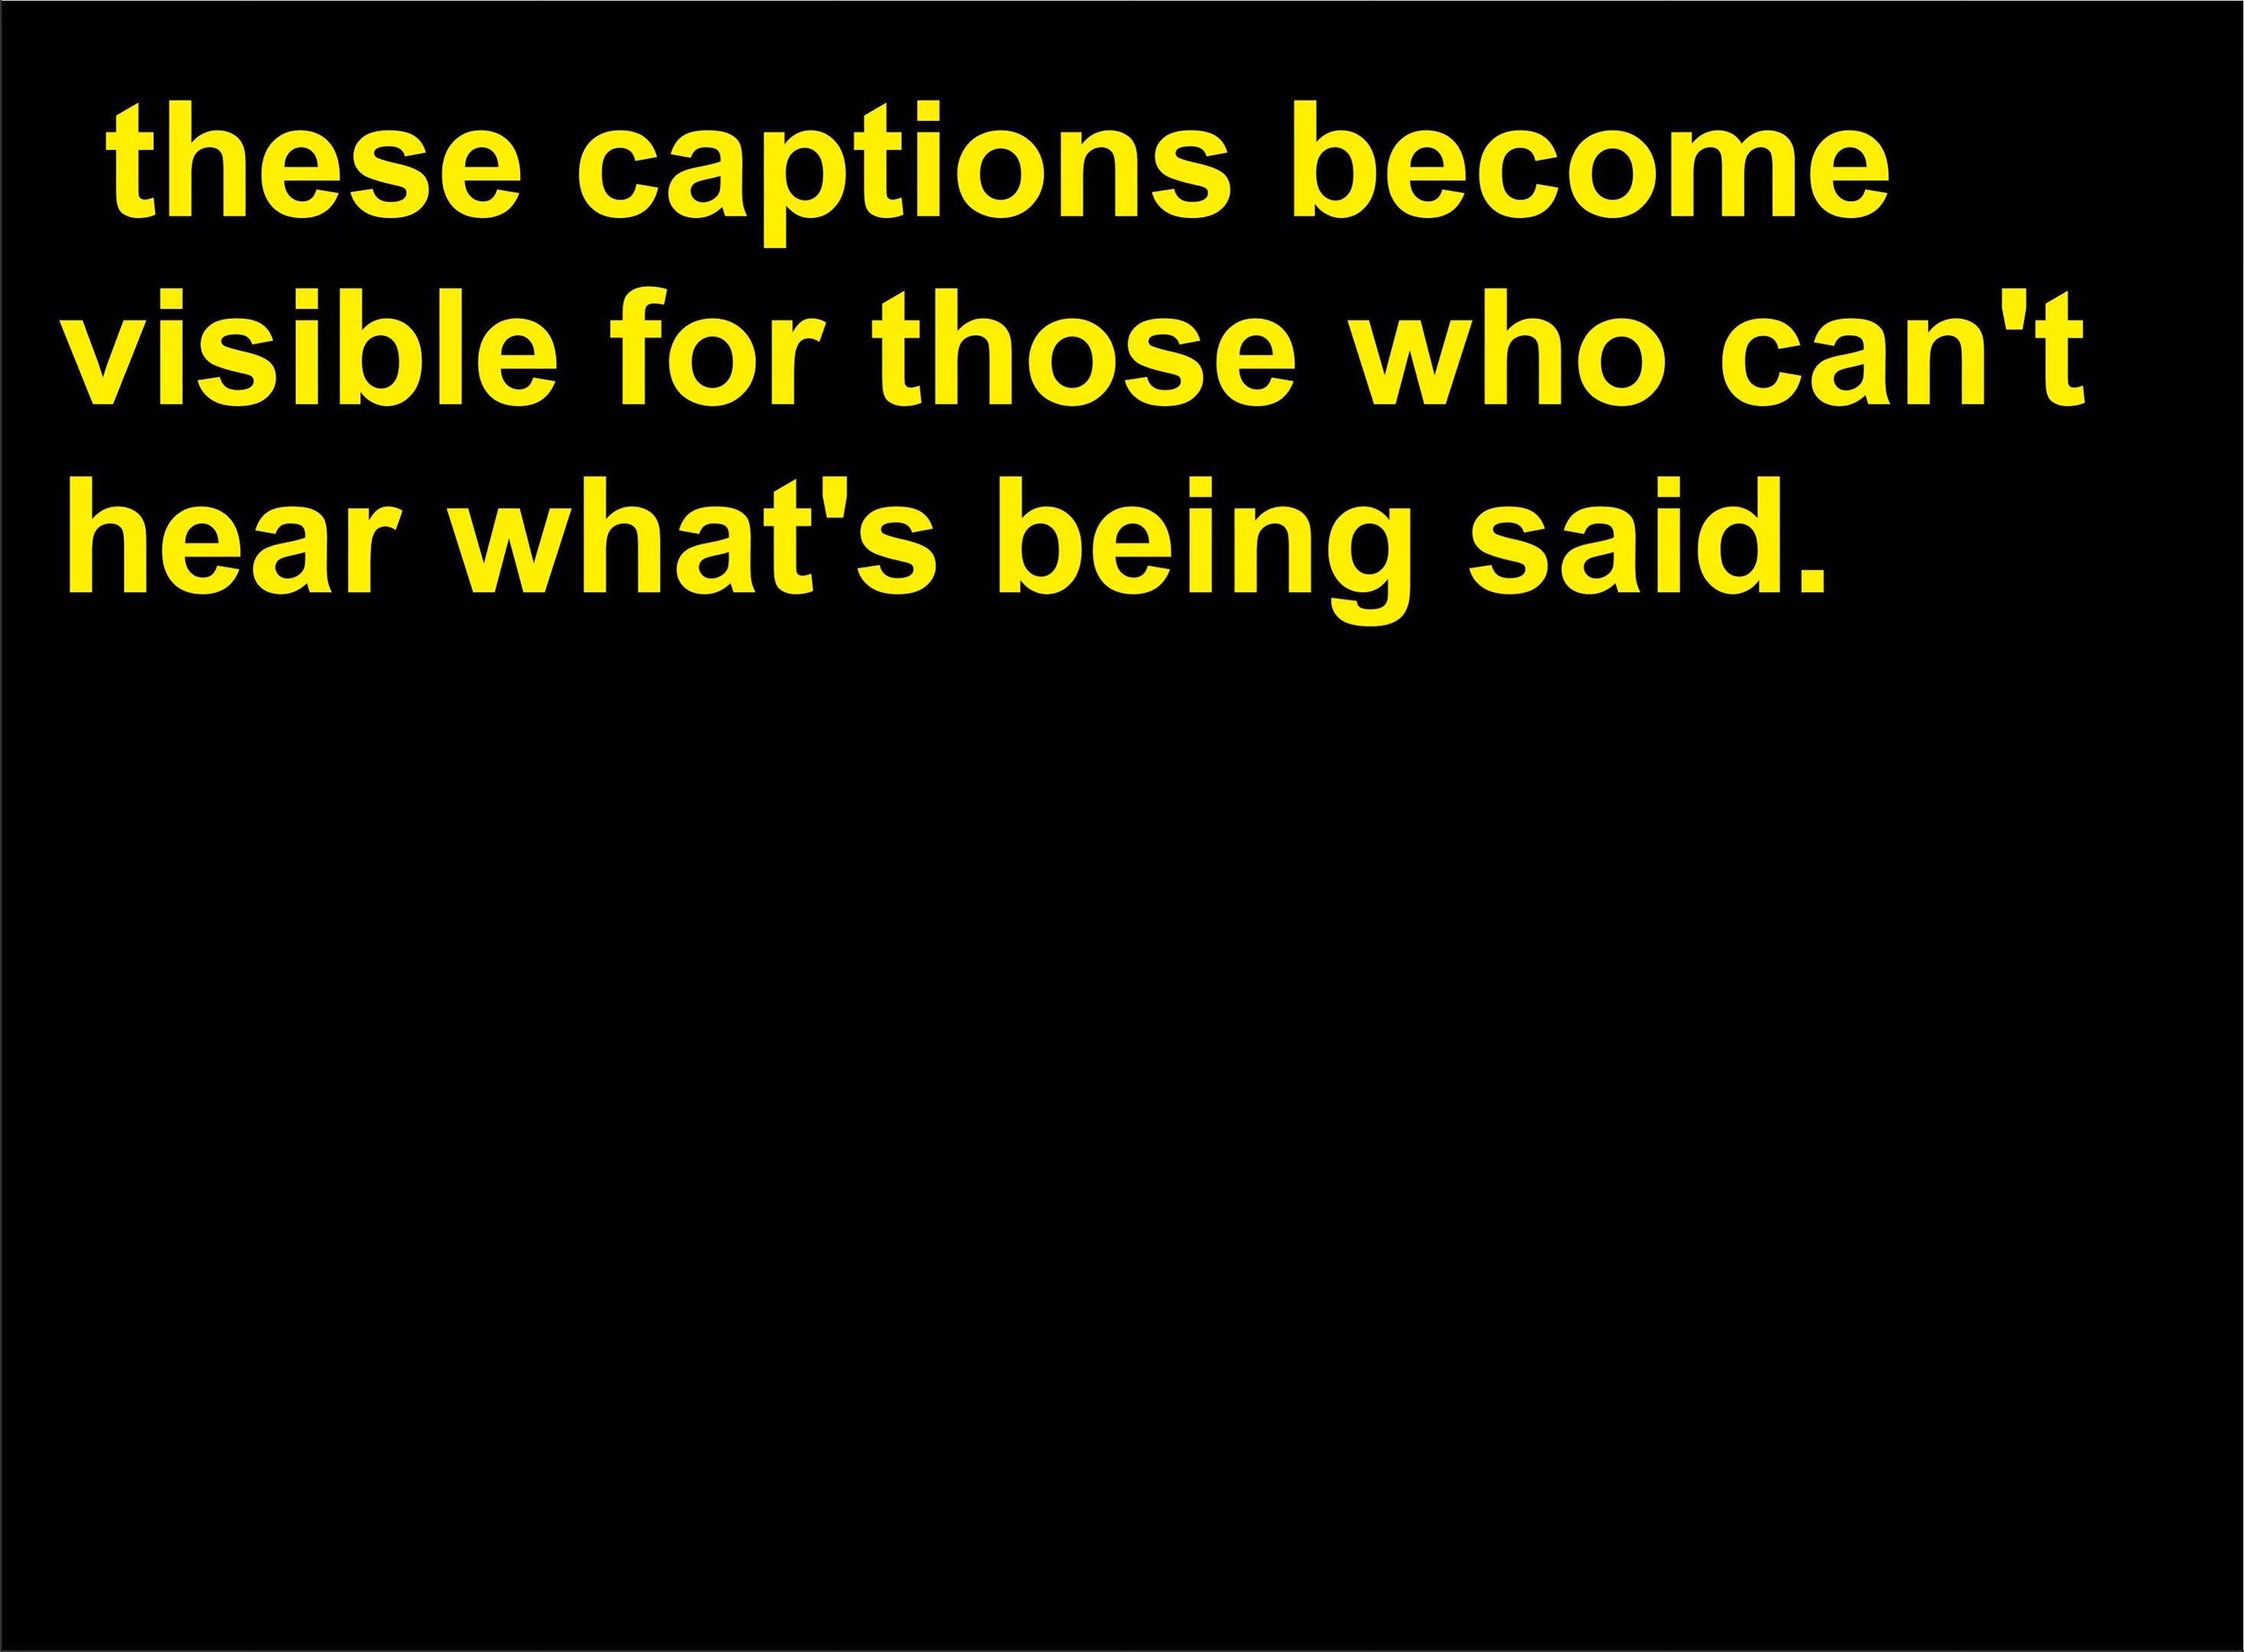 these captions become
visible for those who can't
hear what's being said.